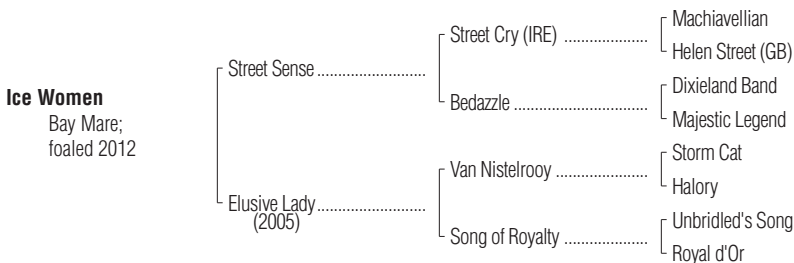 Ice Women
Bay Mare;
foaled 2012
Street Sense ..........................
Elusive Lady ..........................
(2005)
Street Cry (IRE) ....................
Bedazzle ................................
Van Nistelrooy ......................
Song of Royalty ....................
Machiavellian
Helen Street (GB)
Dixieland Band
Majestic Legend
Storm Cat
Halory
Unbridled's Song
Royal d'Or